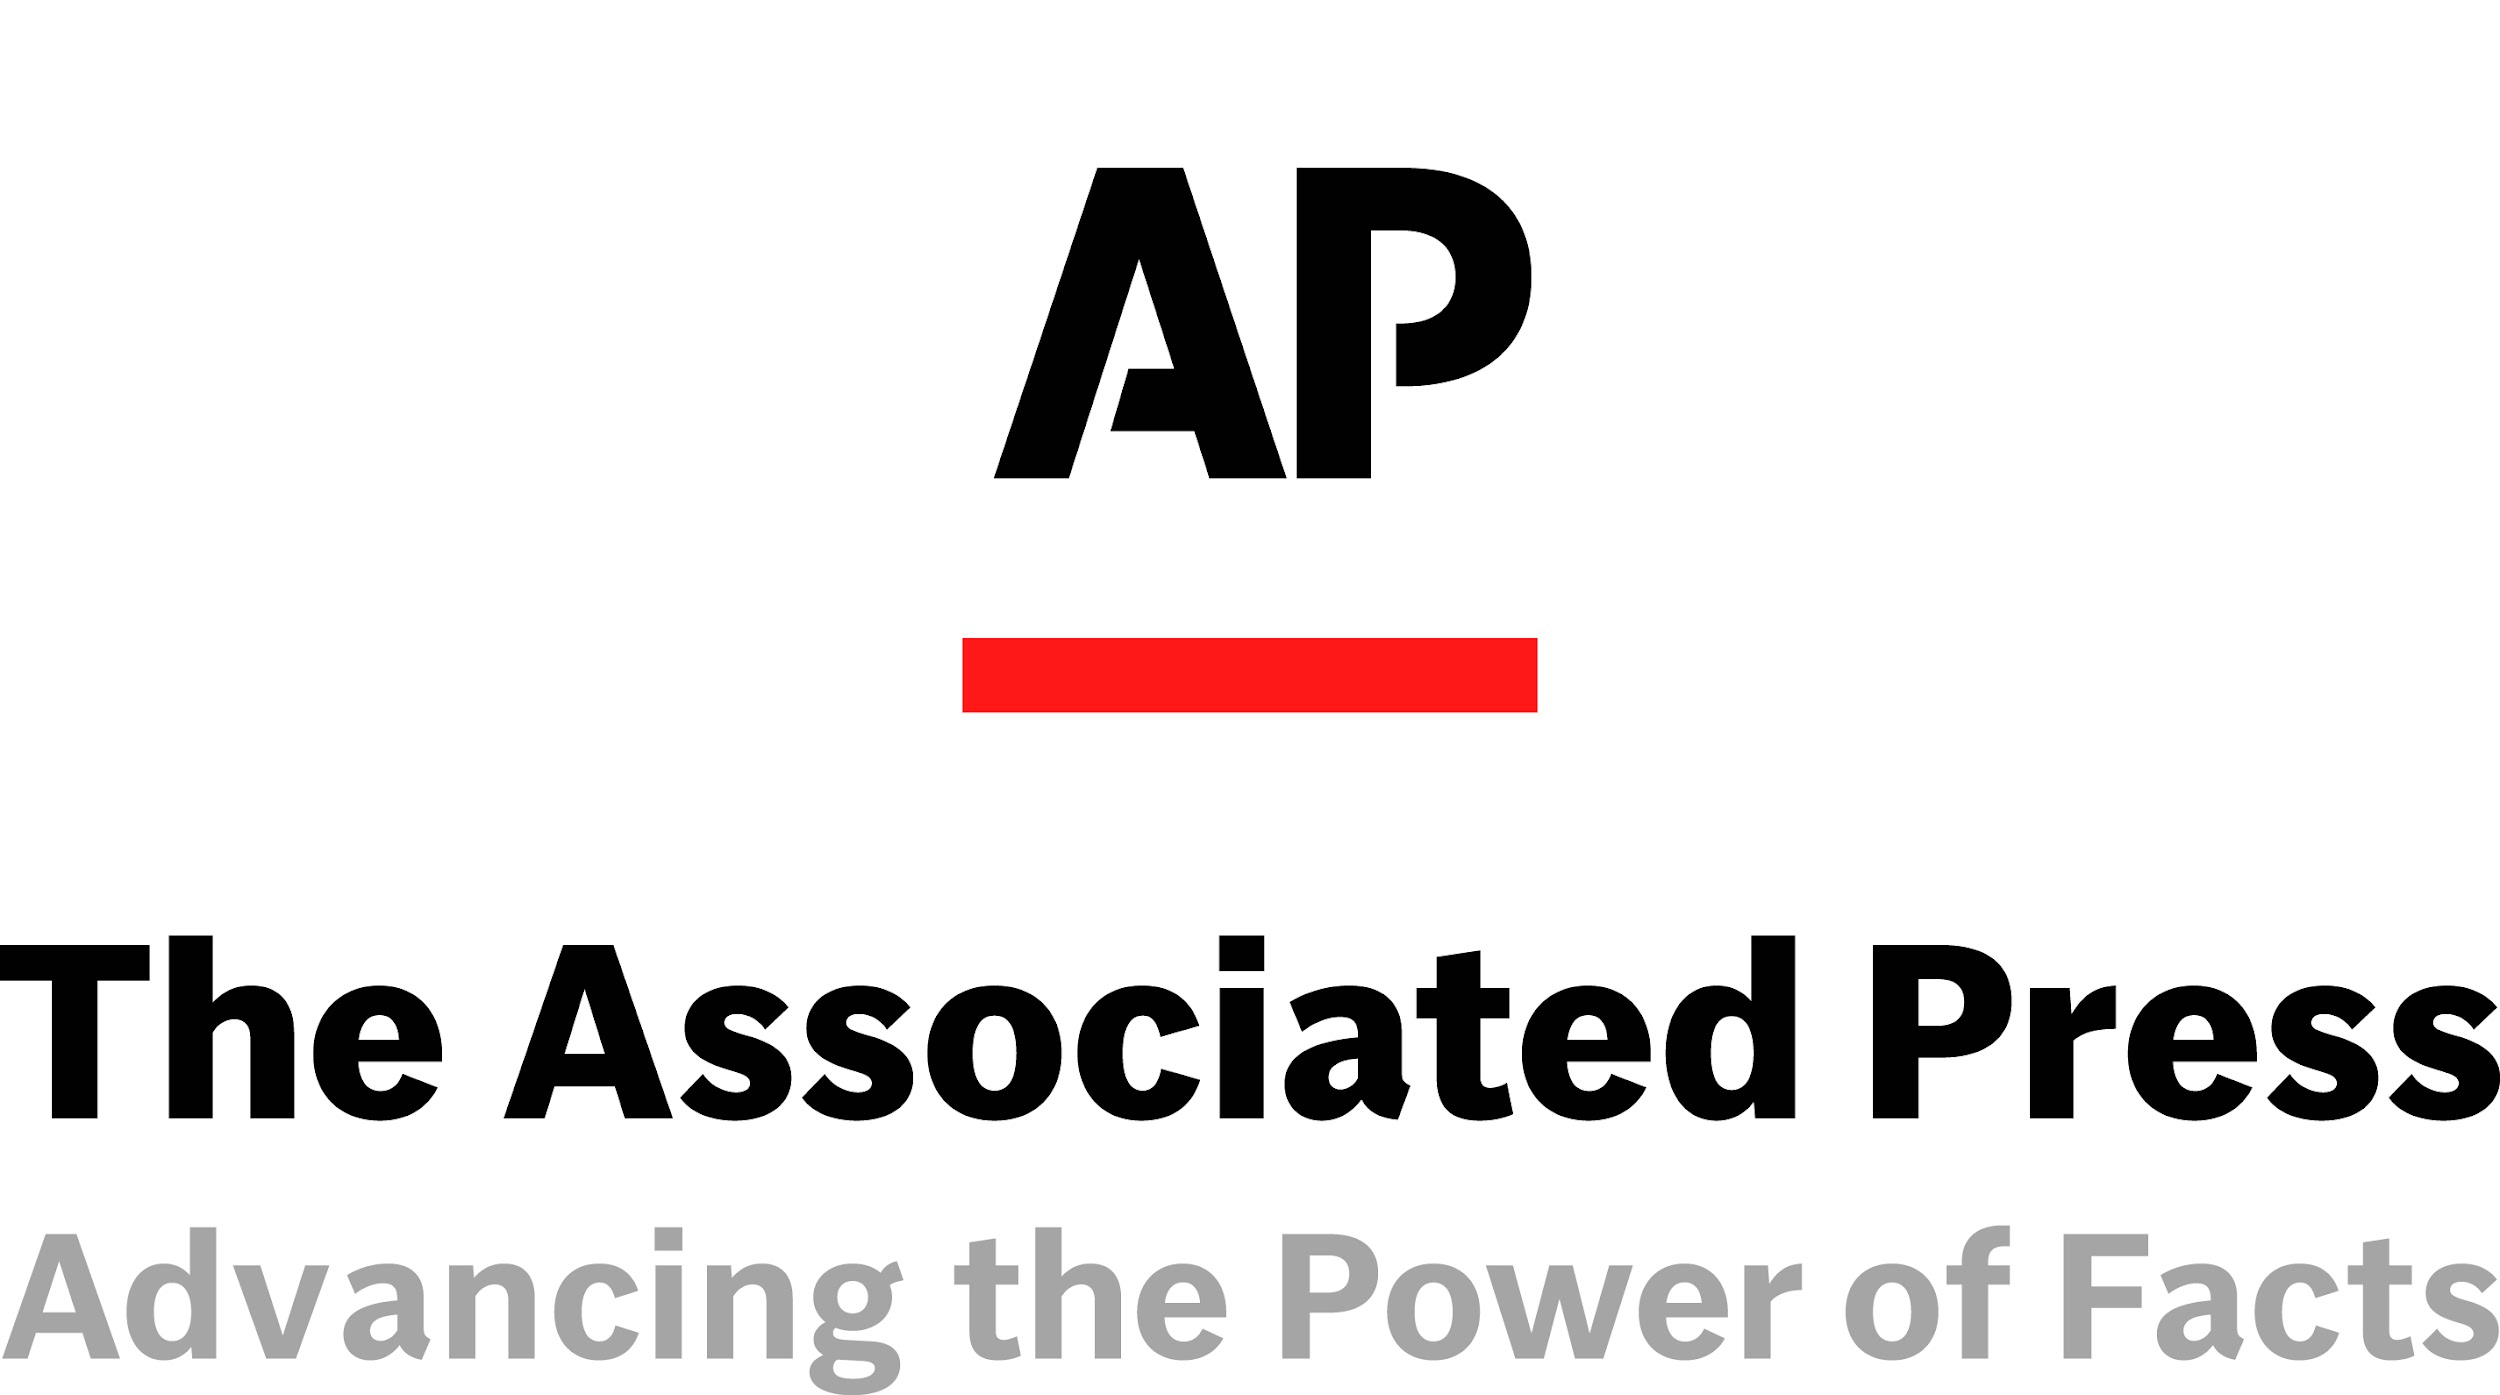 AP
The Associated Press
Advancing the Power of Facts